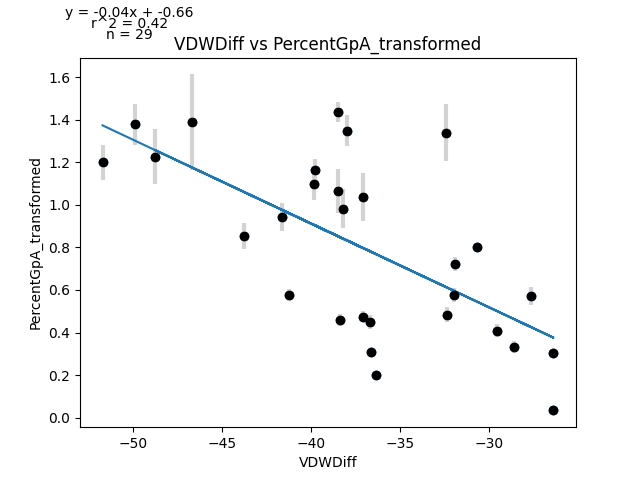 y = -0.04x + -0.66
r^2 = 0.42
n = 29
VDWDiff vs PercentGpA_transformed
1.6
1.4
1.2
1.0
0.8
0.6
0.4
0.2
0.0
PercentGpA_transformed
−50
−45
−40
−35
−30
VDWDiff